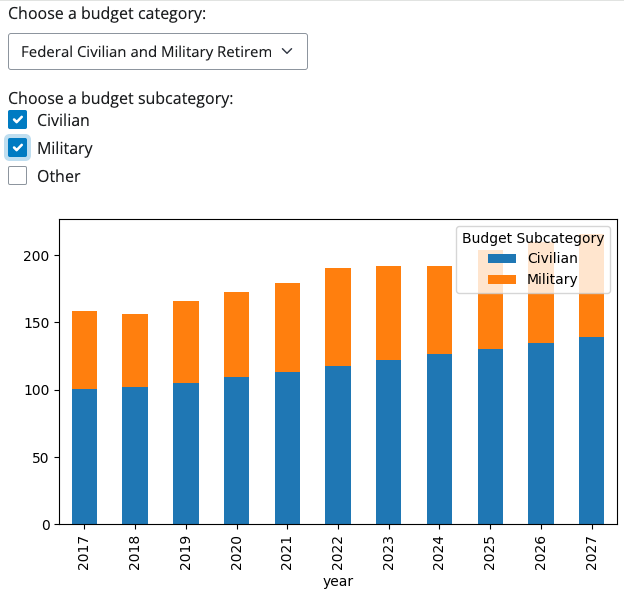 Choose a budget category:
Federal Civilian and Military Retirem
Choose a budget subcategory:
Civilian
Military
Other
Budget Subcategory
Civilian
Military
200
150
100
50
0
2017 2018 2019 2020 2021 2022 2023 2024 2025 2026 2027
year